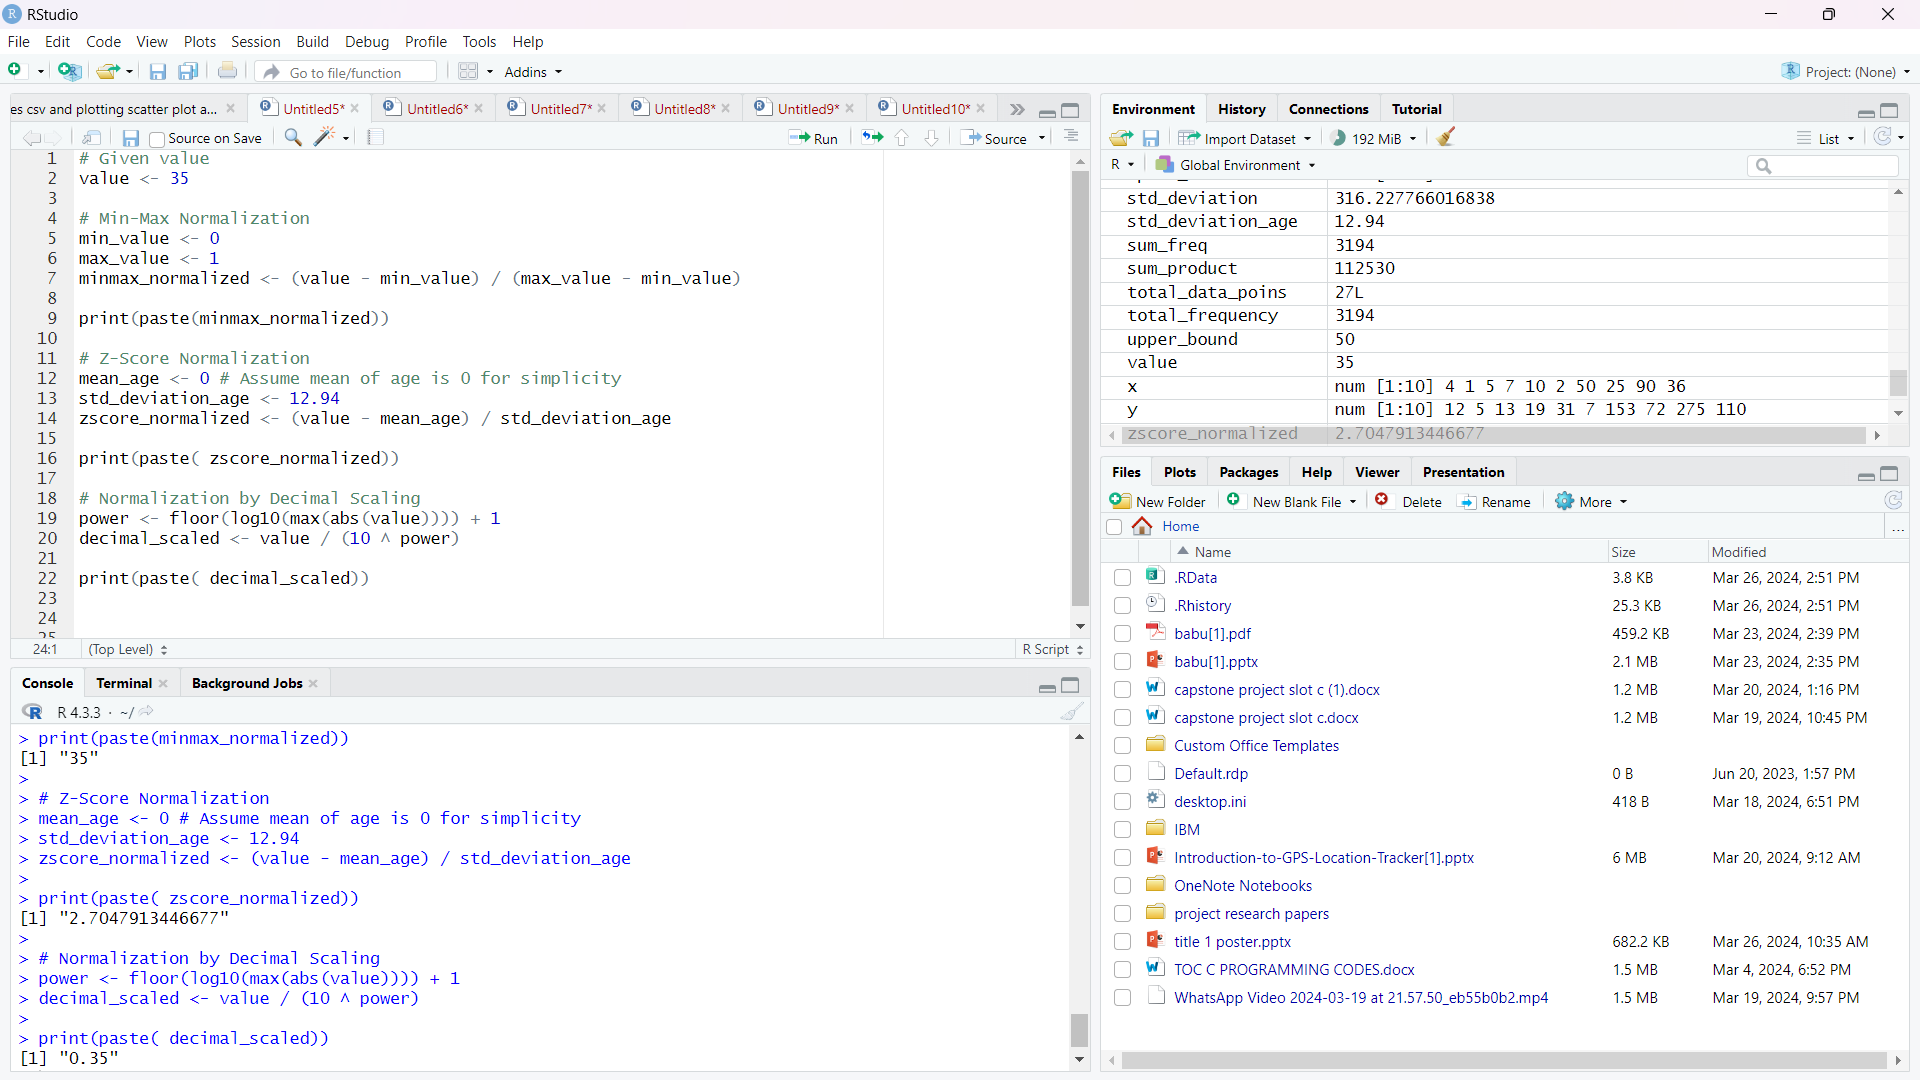 RStudio
File Edit Code View Plots Session Build Debug Profile Tools Help
Go to file/function Addins Project: (None)
es csv and plotting scatter plot a... Untitled5* Untitled6* Untitled7* Untitled8* Untitled9* Untitled10*
Source on Save Run Source
1 # Given value
2 value <- 35
3
4 # Min-Max Normalization
5 min_value <- 0
6 max_value <- 1
7 minmax_normalized <- (value - min_value) / (max_value - min_value)
8
9 print(paste(minmax_normalized))
10
11 # Z-Score Normalization
12 mean_age <- 0 # Assume mean of age is 0 for simplicity
13 std_deviation_age <- 12.94
14 zscore_normalized <- (value - mean_age) / std_deviation_age
15
16 print(paste( zscore_normalized))
17
18 # Normalization by Decimal Scaling
19 power <- floor(log10(max(abs(value)))) + 1
20 decimal_scaled <- value / (10 ^ power)
21
22 print(paste( decimal_scaled))
23
24
25
24:1 (Top Level) R Script
Console Terminal Background Jobs
R 4.3.3 · ~/
> print(paste(minmax_normalized))
[1] "35"
>
> # Z-Score Normalization
> mean_age <- 0 # Assume mean of age is 0 for simplicity
> std_deviation_age <- 12.94
> zscore_normalized <- (value - mean_age) / std_deviation_age
>
> print(paste( zscore_normalized))
[1] "2.7047913446677"
>
> # Normalization by Decimal Scaling
> power <- floor(log10(max(abs(value)))) + 1
> decimal_scaled <- value / (10 ^ power)
>
> print(paste( decimal_scaled))
[1] "0.35"
Environment History Connections Tutorial
Import Dataset 192 MiB List
R Global Environment
std_deviation 316.227766016838
std_deviation_age 12.94
sum_freq 3194
sum_product 112530
total_data_poins 27L
total_frequency 3194
upper_bound 50
value 35
x num [1:10] 4 1 5 7 10 2 50 25 90 36
y num [1:10] 12 5 13 19 31 7 153 72 275 110
zscore_normalized 2.7047913446677
Files Plots Packages Help Viewer Presentation
New Folder New Blank File Delete Rename More
Home ...
Name Size Modified
.RData 3.8 KB Mar 26, 2024, 2:51 PM
.Rhistory 25.3 KB Mar 26, 2024, 2:51 PM
babu[1].pdf 459.2 KB Mar 23, 2024, 2:39 PM
babu[1].pptx 2.1 MB Mar 23, 2024, 2:35 PM
capstone project slot c (1).docx 1.2 MB Mar 20, 2024, 1:16 PM
capstone project slot c.docx 1.2 MB Mar 19, 2024, 10:45 PM
Custom Office Templates
Default.rdp 0 B Jun 20, 2023, 1:57 PM
desktop.ini 418 B Mar 18, 2024, 6:51 PM
IBM
Introduction-to-GPS-Location-Tracker[1].pptx 6 MB Mar 20, 2024, 9:12 AM
OneNote Notebooks
project research papers
title 1 poster.pptx 682.2 KB Mar 26, 2024, 10:35 AM
TOC C PROGRAMMING CODES.docx 1.5 MB Mar 4, 2024, 6:52 PM
WhatsApp Video 2024-03-19 at 21.57.50_eb55b0b2.mp4 1.5 MB Mar 19, 2024, 9:57 PM